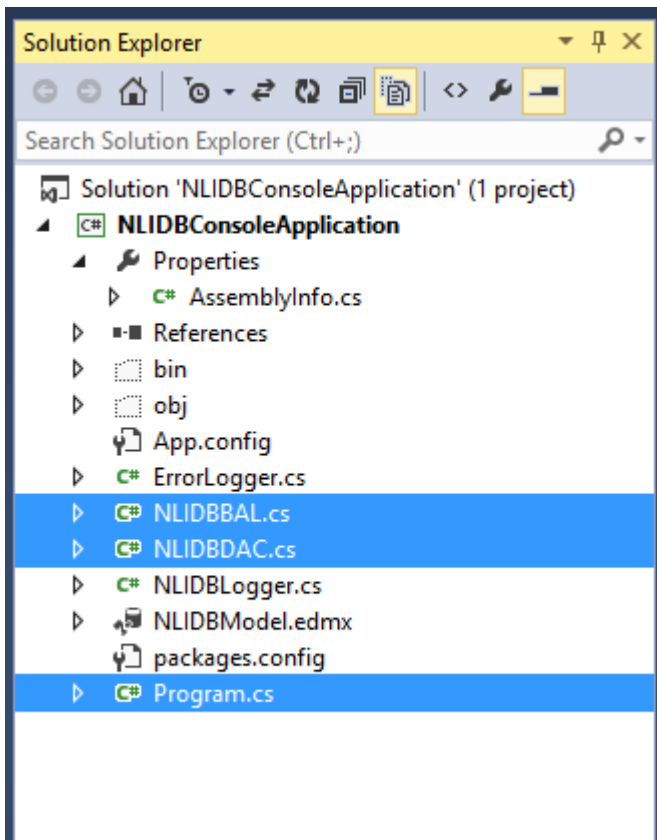 Solution Explorer
Search Solution Explorer (Ctrl+;)
Solution 'NLIDBConsoleApplication' (1 project)
C# NLIDBConsoleApplication
Properties
C# AssemblyInfo.cs
References
bin
obj
App.config
C# ErrorLogger.cs
C# NLIDBBAL.cs
C# NLIDBDAC.cs
C# NLIDBLogger.cs
NLIDBModel.edmx
packages.config
C# Program.cs